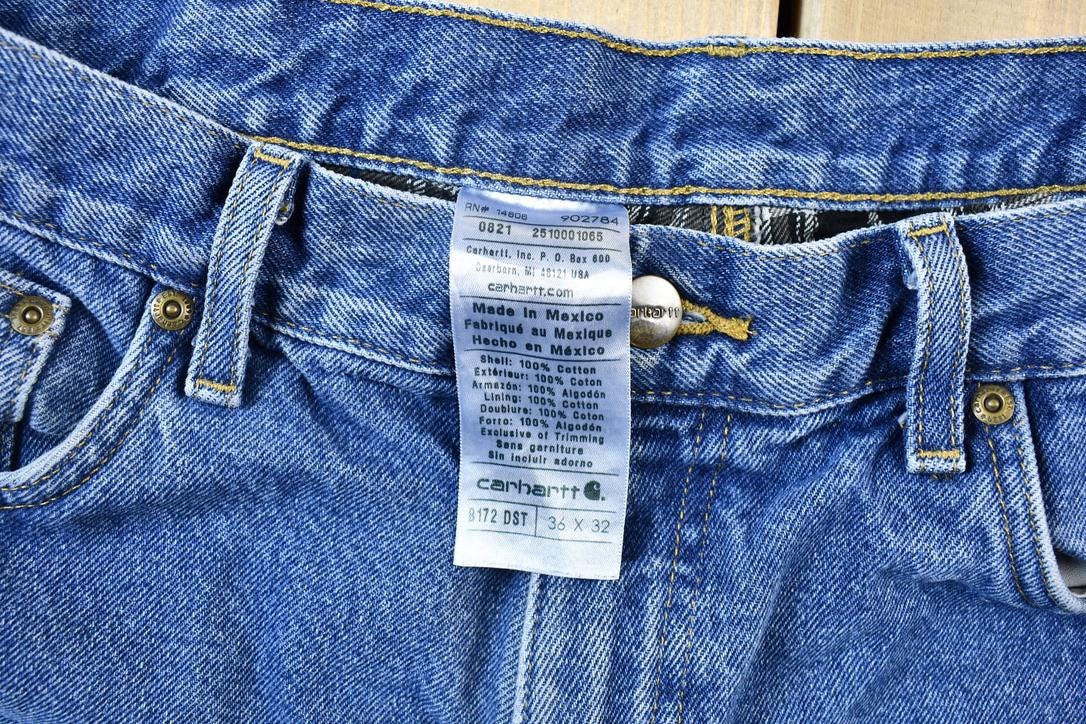 RN# 14806 902784
0821 2510001065
Carhartt, Inc. P.O. Box 600
Dearborn, MI 48121 USA
carhartt.com
Made in Mexico
Fabriqué au Mexique
Hecho en México
Shell: 100% Cotton
Extérieur: 100% Coton
Armazón: 100% Algodón
Lining: 100% Cotton
Doublure: 100% Coton
Forro: 100% Algodón
Exclusive of Trimming
Sans garniture
Sin incluir adorno
carhartt
B172 DST 36 X 32
carhartt